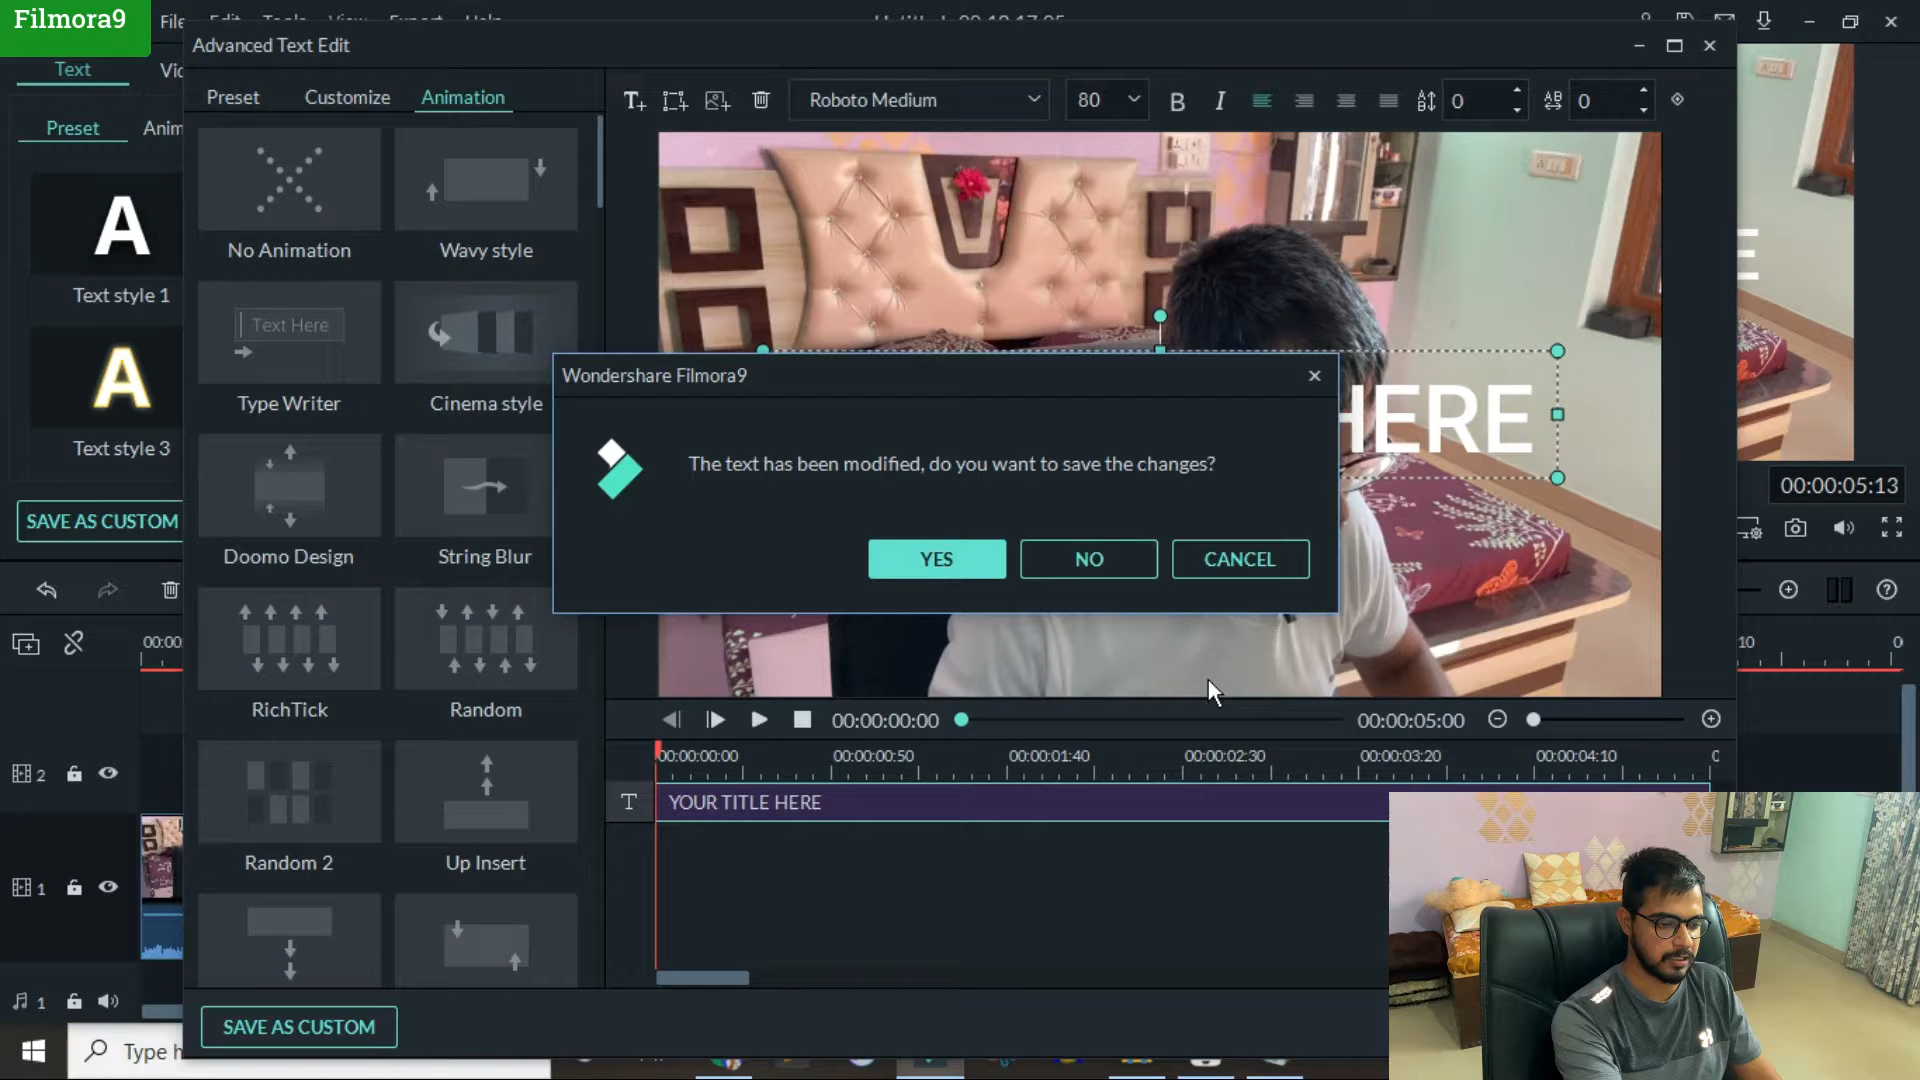 Filmora9
File
Advanced Text Edit
Text
Preset
Text style 1
Text style 3
SAVE AS CUSTOM
Preset Customize Animation
Roboto Medium 80 B I 0 0
No Animation Wavy style
Text Here
Type Writer Cinema style
Doomo Design String Blur
RichTick Random
Random 2 Up Insert
SAVE AS CUSTOM
HERE
Wondershare Filmora9
The text has been modified, do you want to save the changes?
YES NO CANCEL
00:00:05:13
00:00:00:00 00:00:05:00
00:00:00:00 00:00:00:50 00:00:01:40 00:00:02:30 00:00:03:20 00:00:04:10
T YOUR TITLE HERE
2
1
1